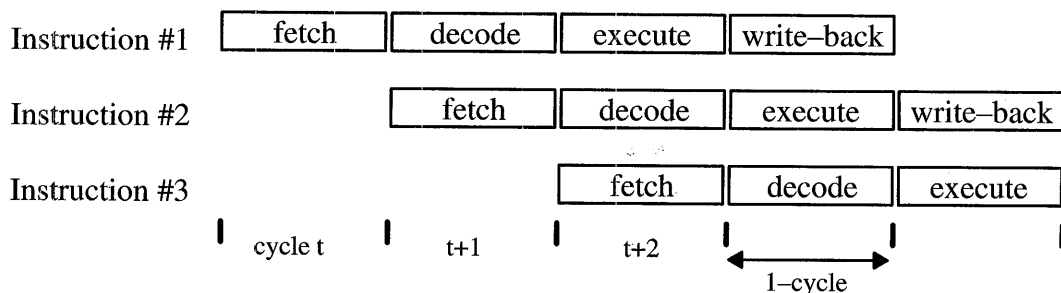 Instruction #1 fetch decode execute write–back
Instruction #2 fetch decode execute write–back
Instruction #3 fetch decode execute
cycle t t+1 t+2
1–cycle